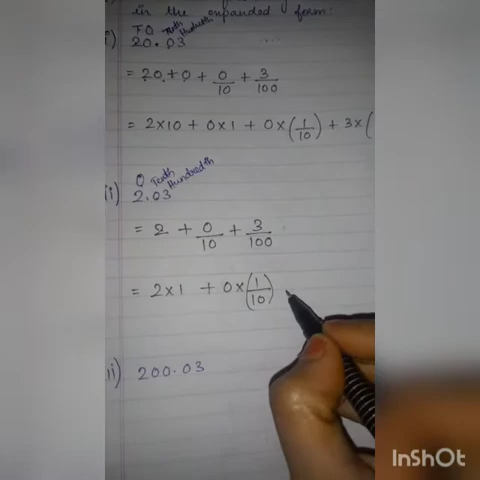 in the expanded form:
i) T O Tenth Hundredth
20.03
= 20 + 0 + 0/10 + 3/100
= 2×10 + 0×1 + 0×(1/10) + 3×(
ii) O Tenth Hundredth
2.03
= 2 + 0/10 + 3/100
= 2×1 + 0×(1/10)
ii) 200.03
InShOt